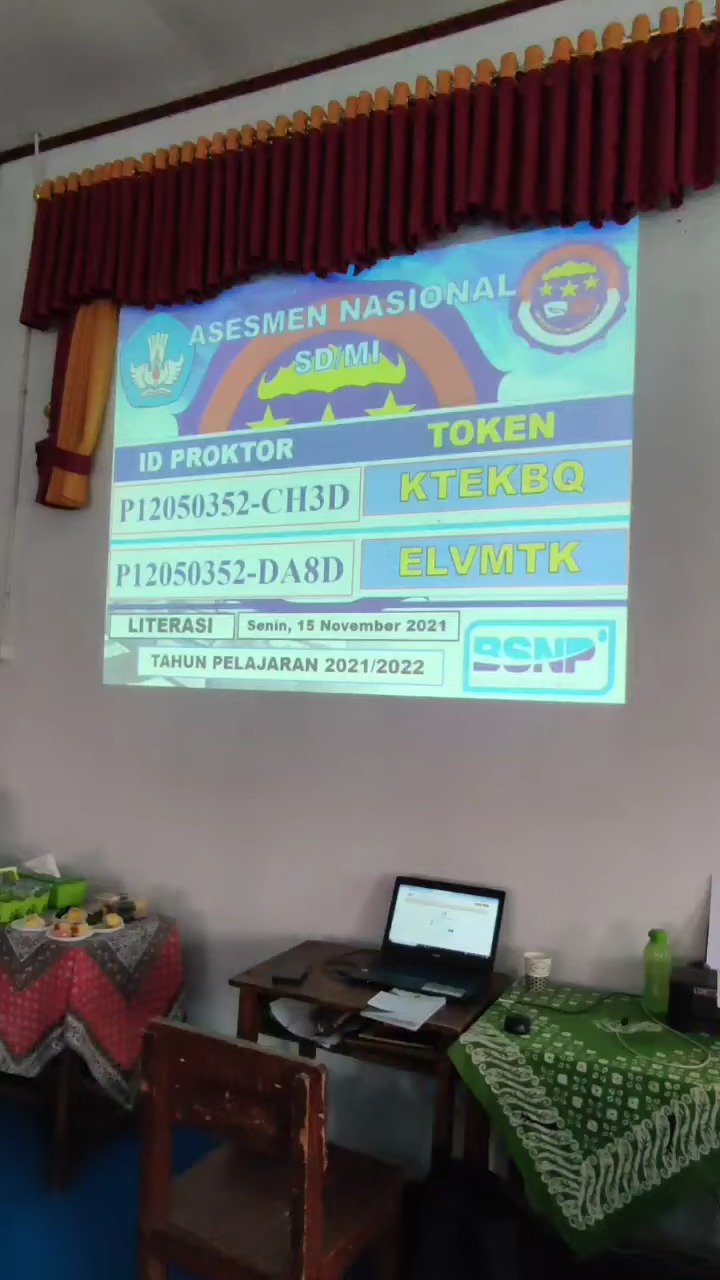 ASESMEN NASIONAL
SD/MI
ID PROKTOR TOKEN
P12050352-CH3D KTEKBQ
P12050352-DA8D ELVMTK
LITERASI Senin, 15 November 2021
TAHUN PELAJARAN 2021/2022
BSNP